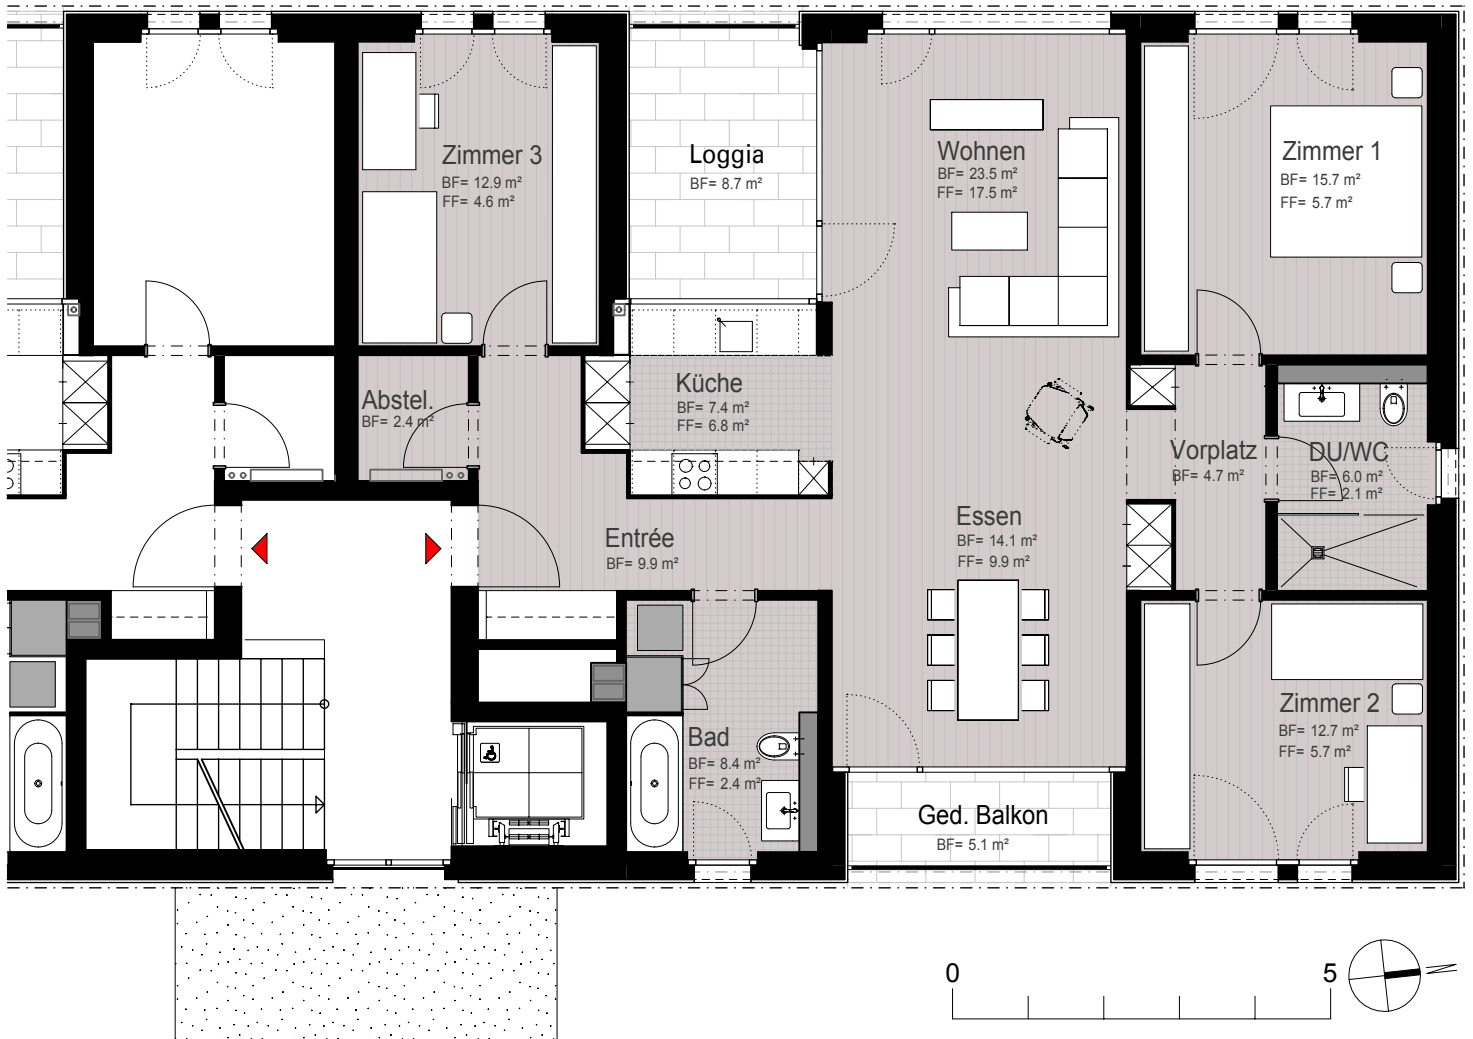 Zimmer 3
BF= 12.9 m²
FF= 4.6 m²
Loggia
BF= 8.7 m²
Wohnen
BF= 23.5 m²
FF= 17.5 m²
Zimmer 1
BF= 15.7 m²
FF= 5.7 m²
Abstel.
BF= 2.4 m²
Küche
BF= 7.4 m²
FF= 6.8 m²
Vorplatz
BF= 4.7 m²
DU/WC
BF= 6.0 m²
FF= 2.1 m²
Entrée
BF= 9.9 m²
Essen
BF= 14.1 m²
FF= 9.9 m²
Bad
BF= 8.4 m²
FF= 2.4 m²
Zimmer 2
BF= 12.7 m²
FF= 5.7 m²
Ged. Balkon
BF= 5.1 m²
0 5 N